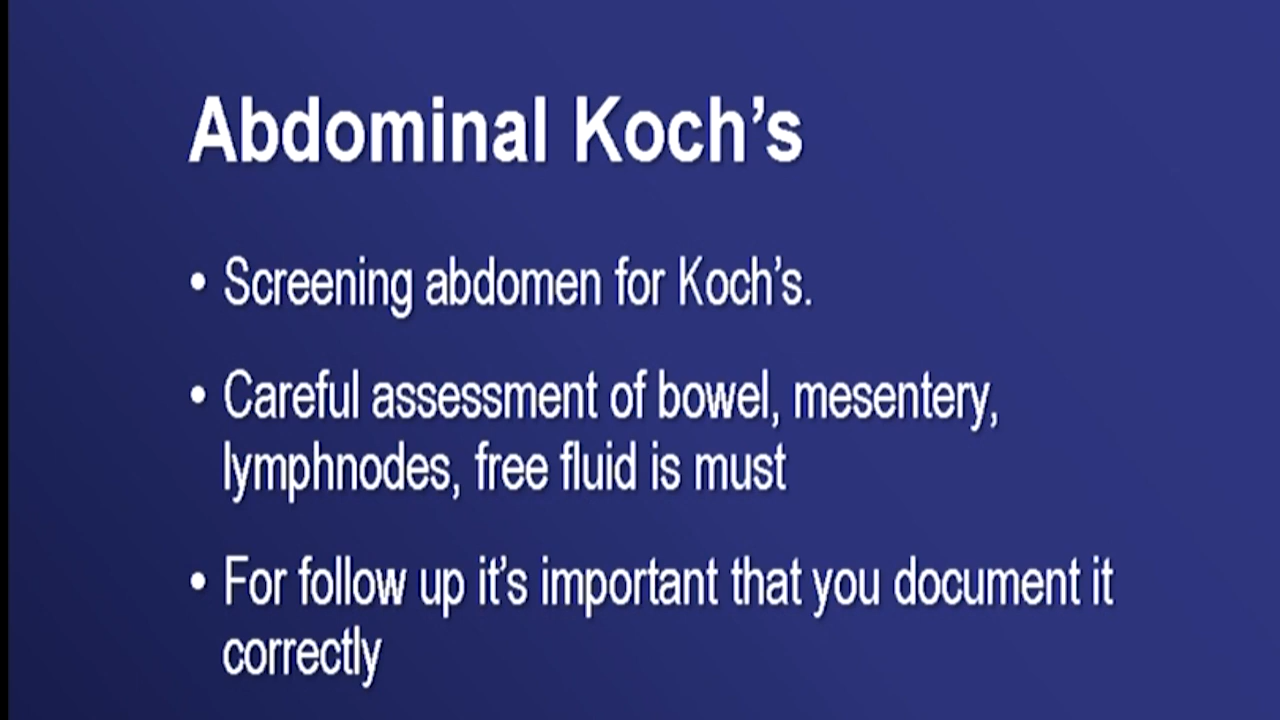 Abdominal Koch’s
• Screening abdomen for Koch’s.
• Careful assessment of bowel, mesentery,
lymphnodes, free fluid is must
• For follow up it’s important that you document it
correctly